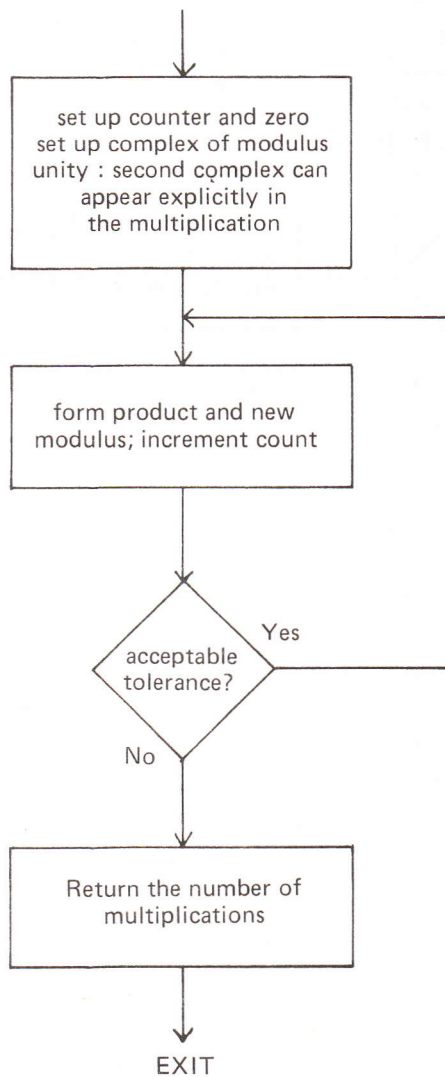 set up counter and zero
set up complex of modulus
unity : second complex can
appear explicitly in
the multiplication
form product and new
modulus; increment count
Yes
acceptable
tolerance?
No
Return the number of
multiplications
EXIT